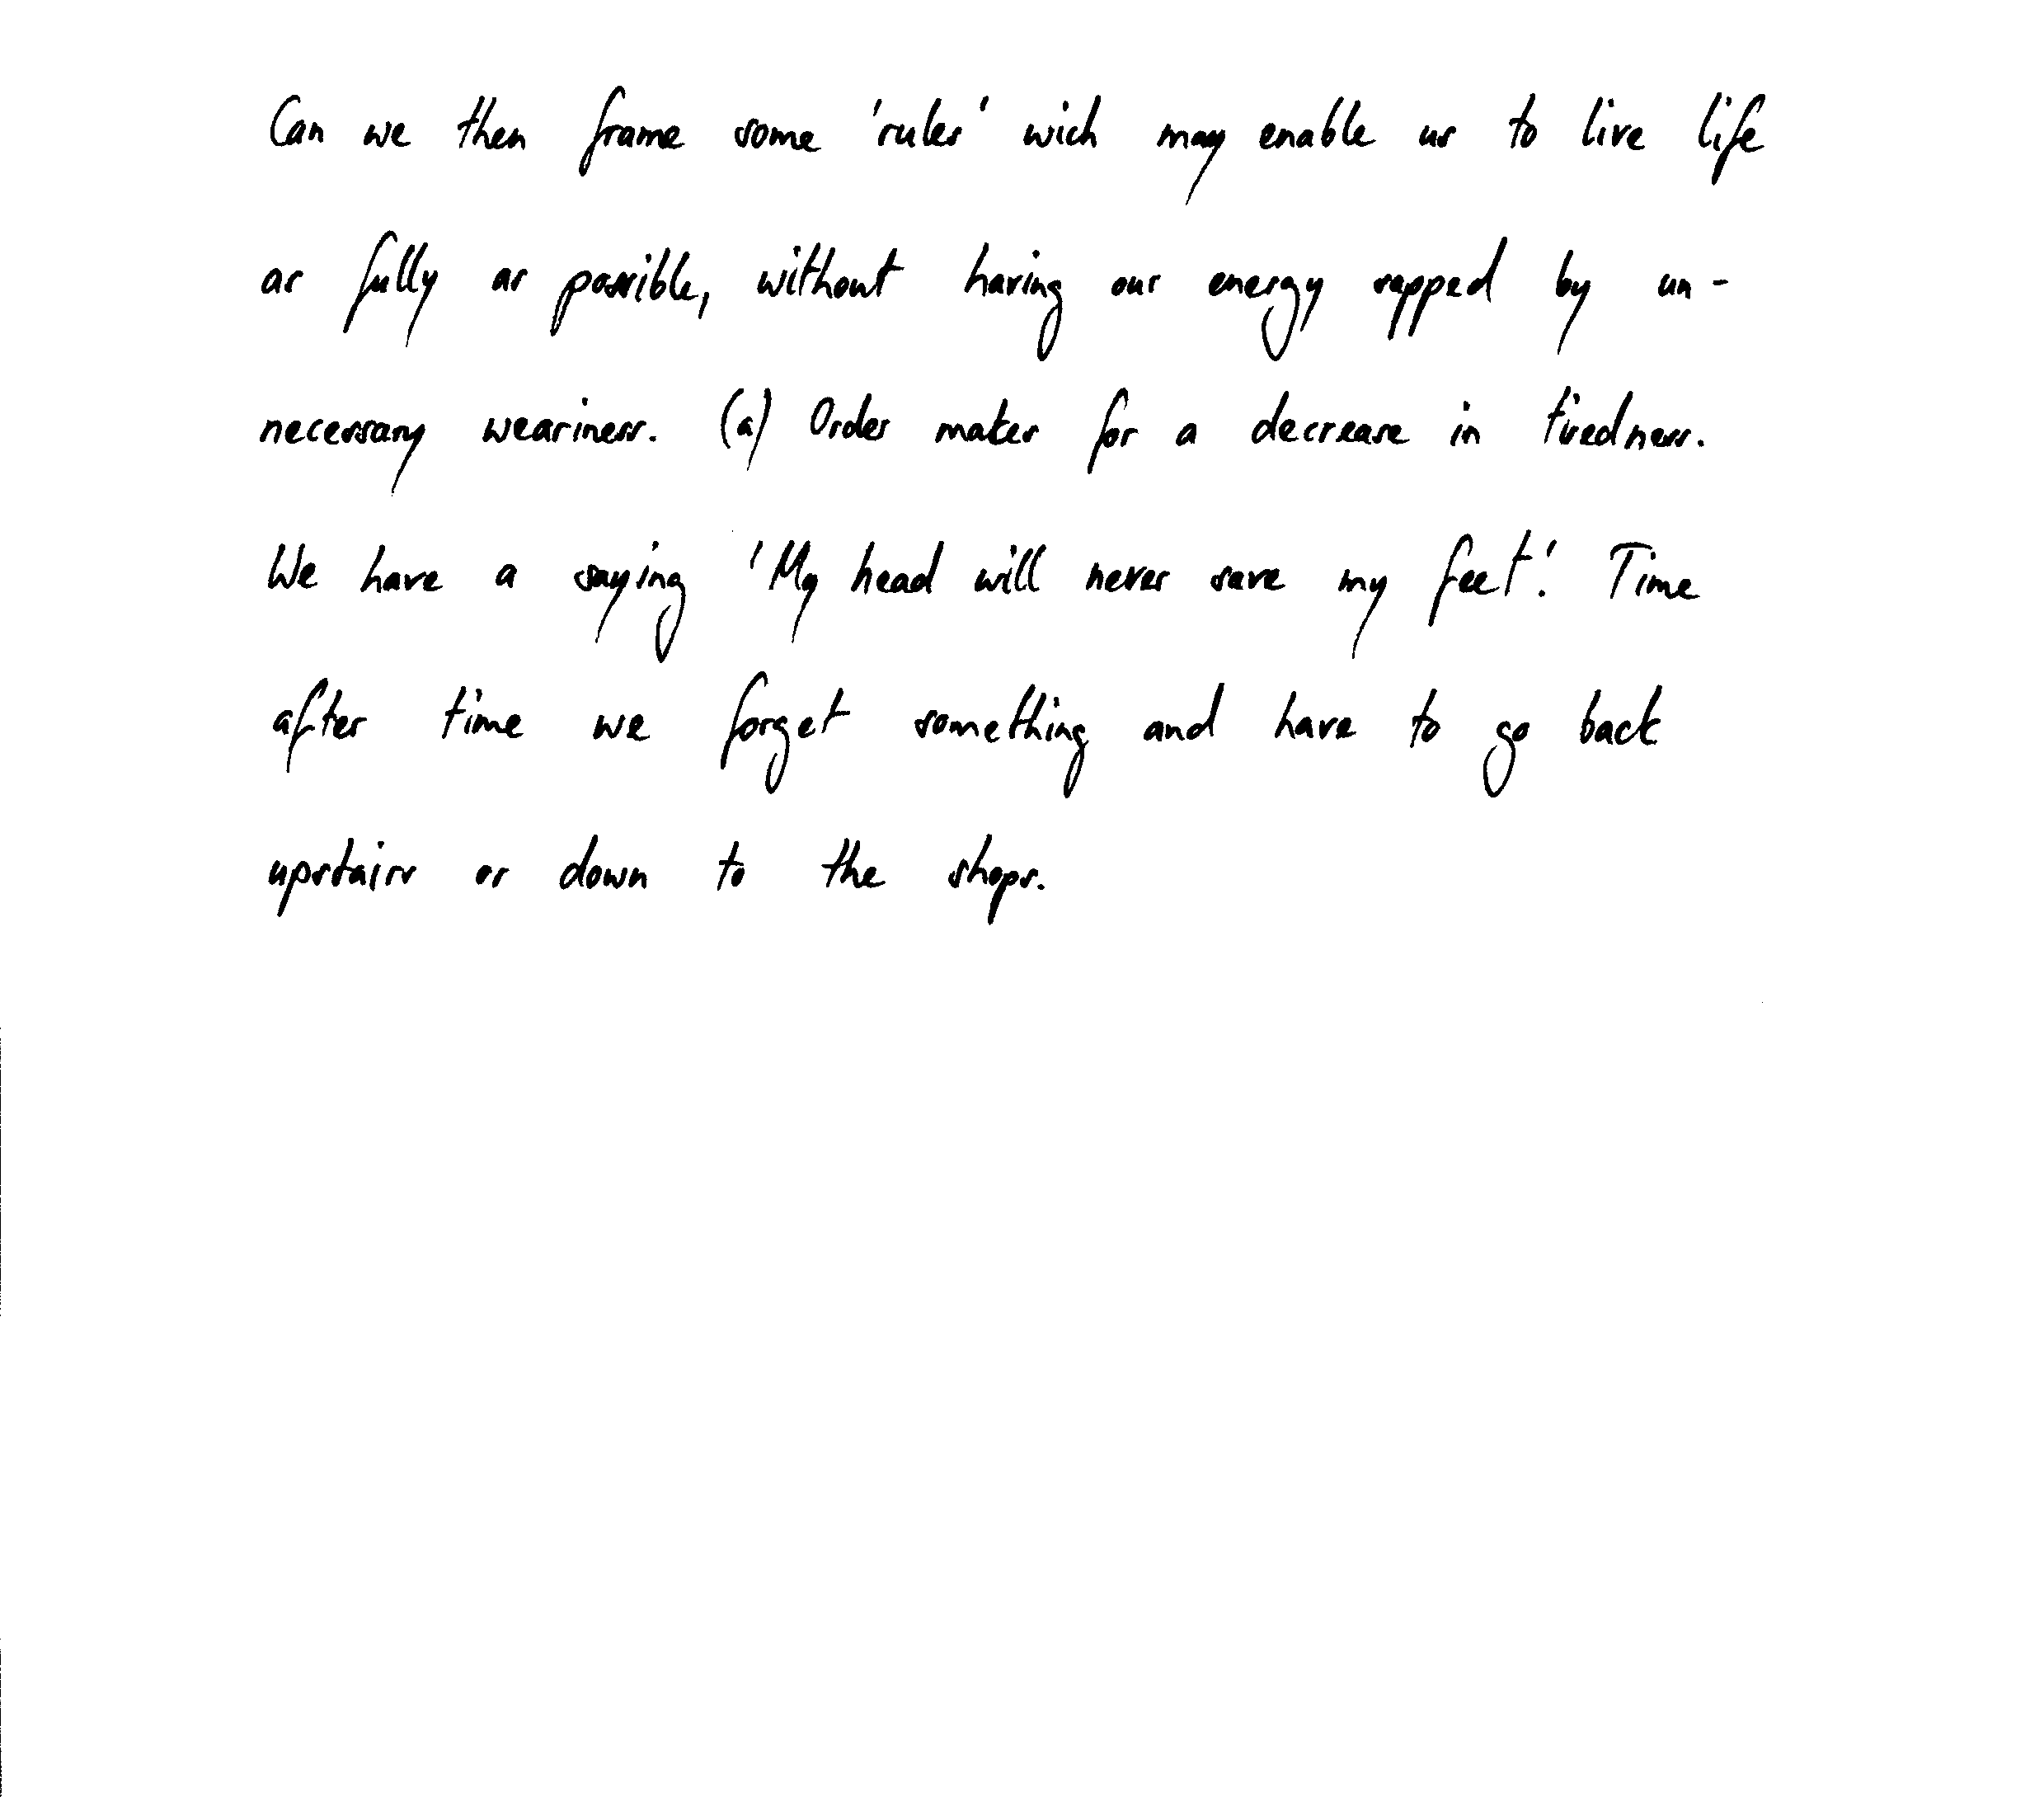 Can we then frame some 'rules' wich may enable us to live life
as fully as possible, without having our energy sapped by un-
necessary weariness. (a) Order makes for a decrease in tiredness.
We have a saying 'My head will never save my feet'. Time
after time we forget something and have to go back
upstairs or down to the shops.